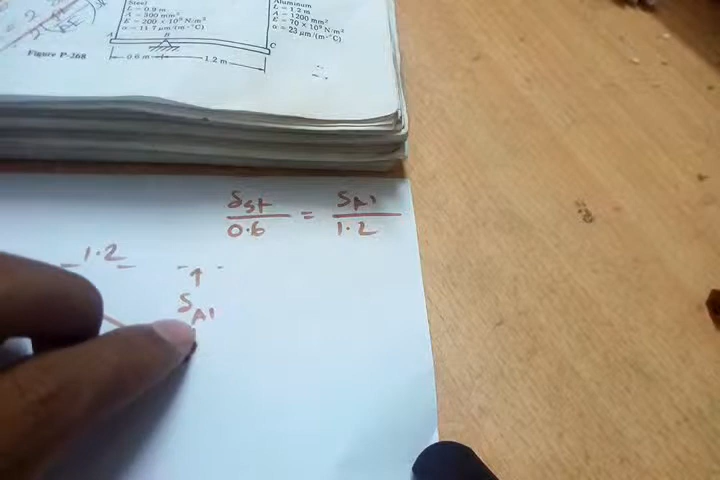 Steel
L = 0.9 m
A = 300 mm²
E = 200 × 10⁹ N/m²
α = 11.7 μm/(m·°C)
Aluminum
L = 1.2 m
A = 1200 mm²
E = 70 × 10⁹ N/m²
α = 23 μm/(m·°C)
A B C
0.6 m 1.2 m
Figure P-268
δst/0.6 = δAl/1.2
1.2
δAl